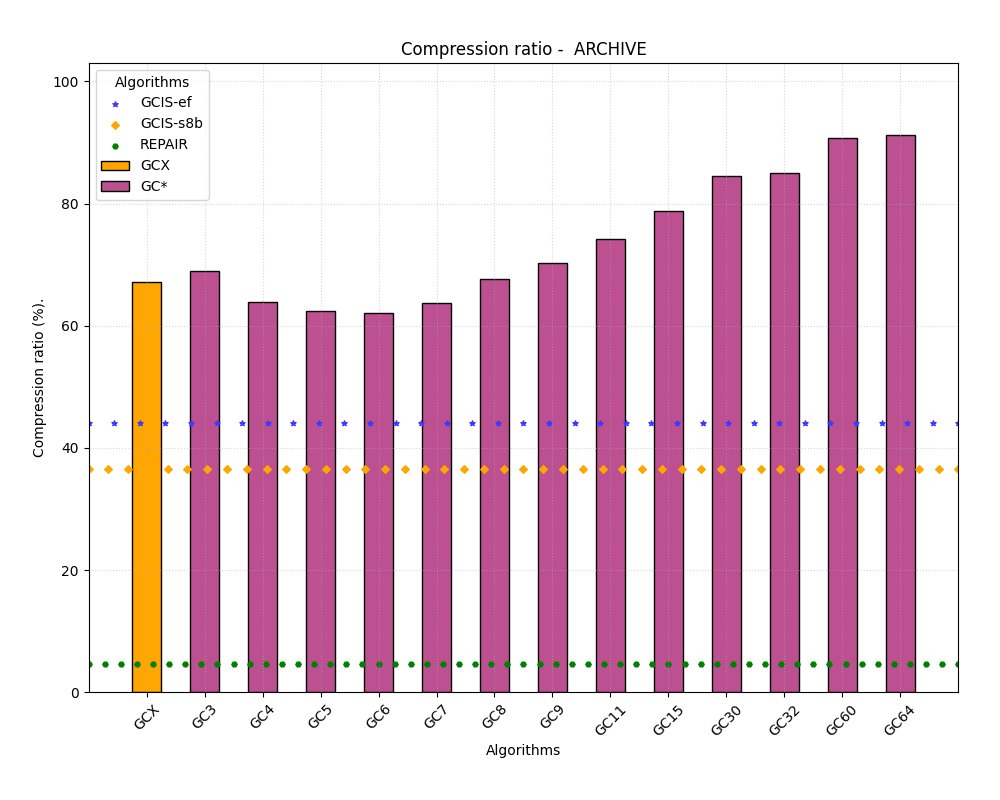 Compression ratio -  ARCHIVE
Algorithms
GCIS-ef
GCIS-s8b
REPAIR
GCX
GC*
Compression ratio (%).
100
80
60
40
20
0
GCX GC3 GC4 GC5 GC6 GC7 GC8 GC9 GC11 GC15 GC30 GC32 GC60 GC64
Algorithms